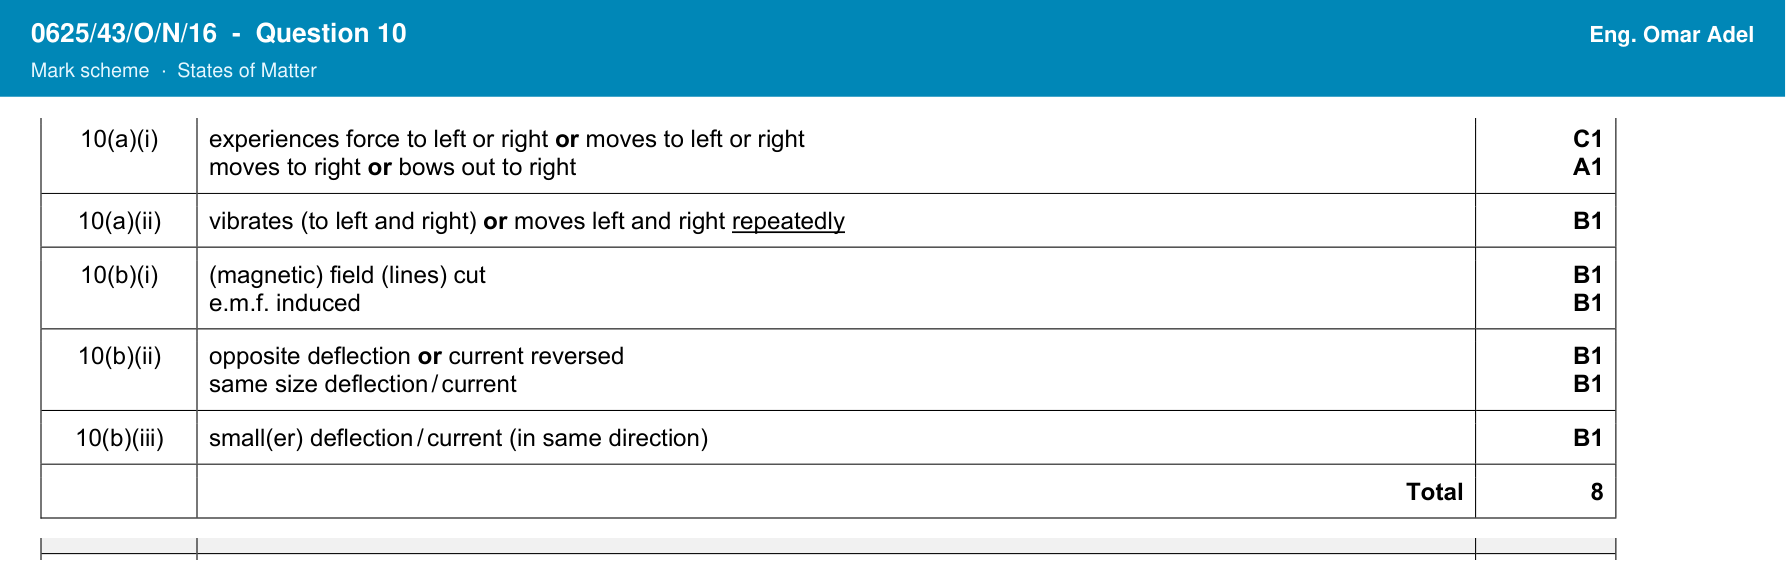 0625/43/O/N/16 - Question 10
Eng. Omar Adel
Mark scheme · States of Matter
10(a)(i) experiences force to left or right or moves to left or right C1
moves to right or bows out to right A1
10(a)(ii) vibrates (to left and right) or moves left and right repeatedly B1
10(b)(i) (magnetic) field (lines) cut B1
e.m.f. induced B1
10(b)(ii) opposite deflection or current reversed B1
same size deflection/current B1
10(b)(iii) small(er) deflection/current (in same direction) B1
Total 8